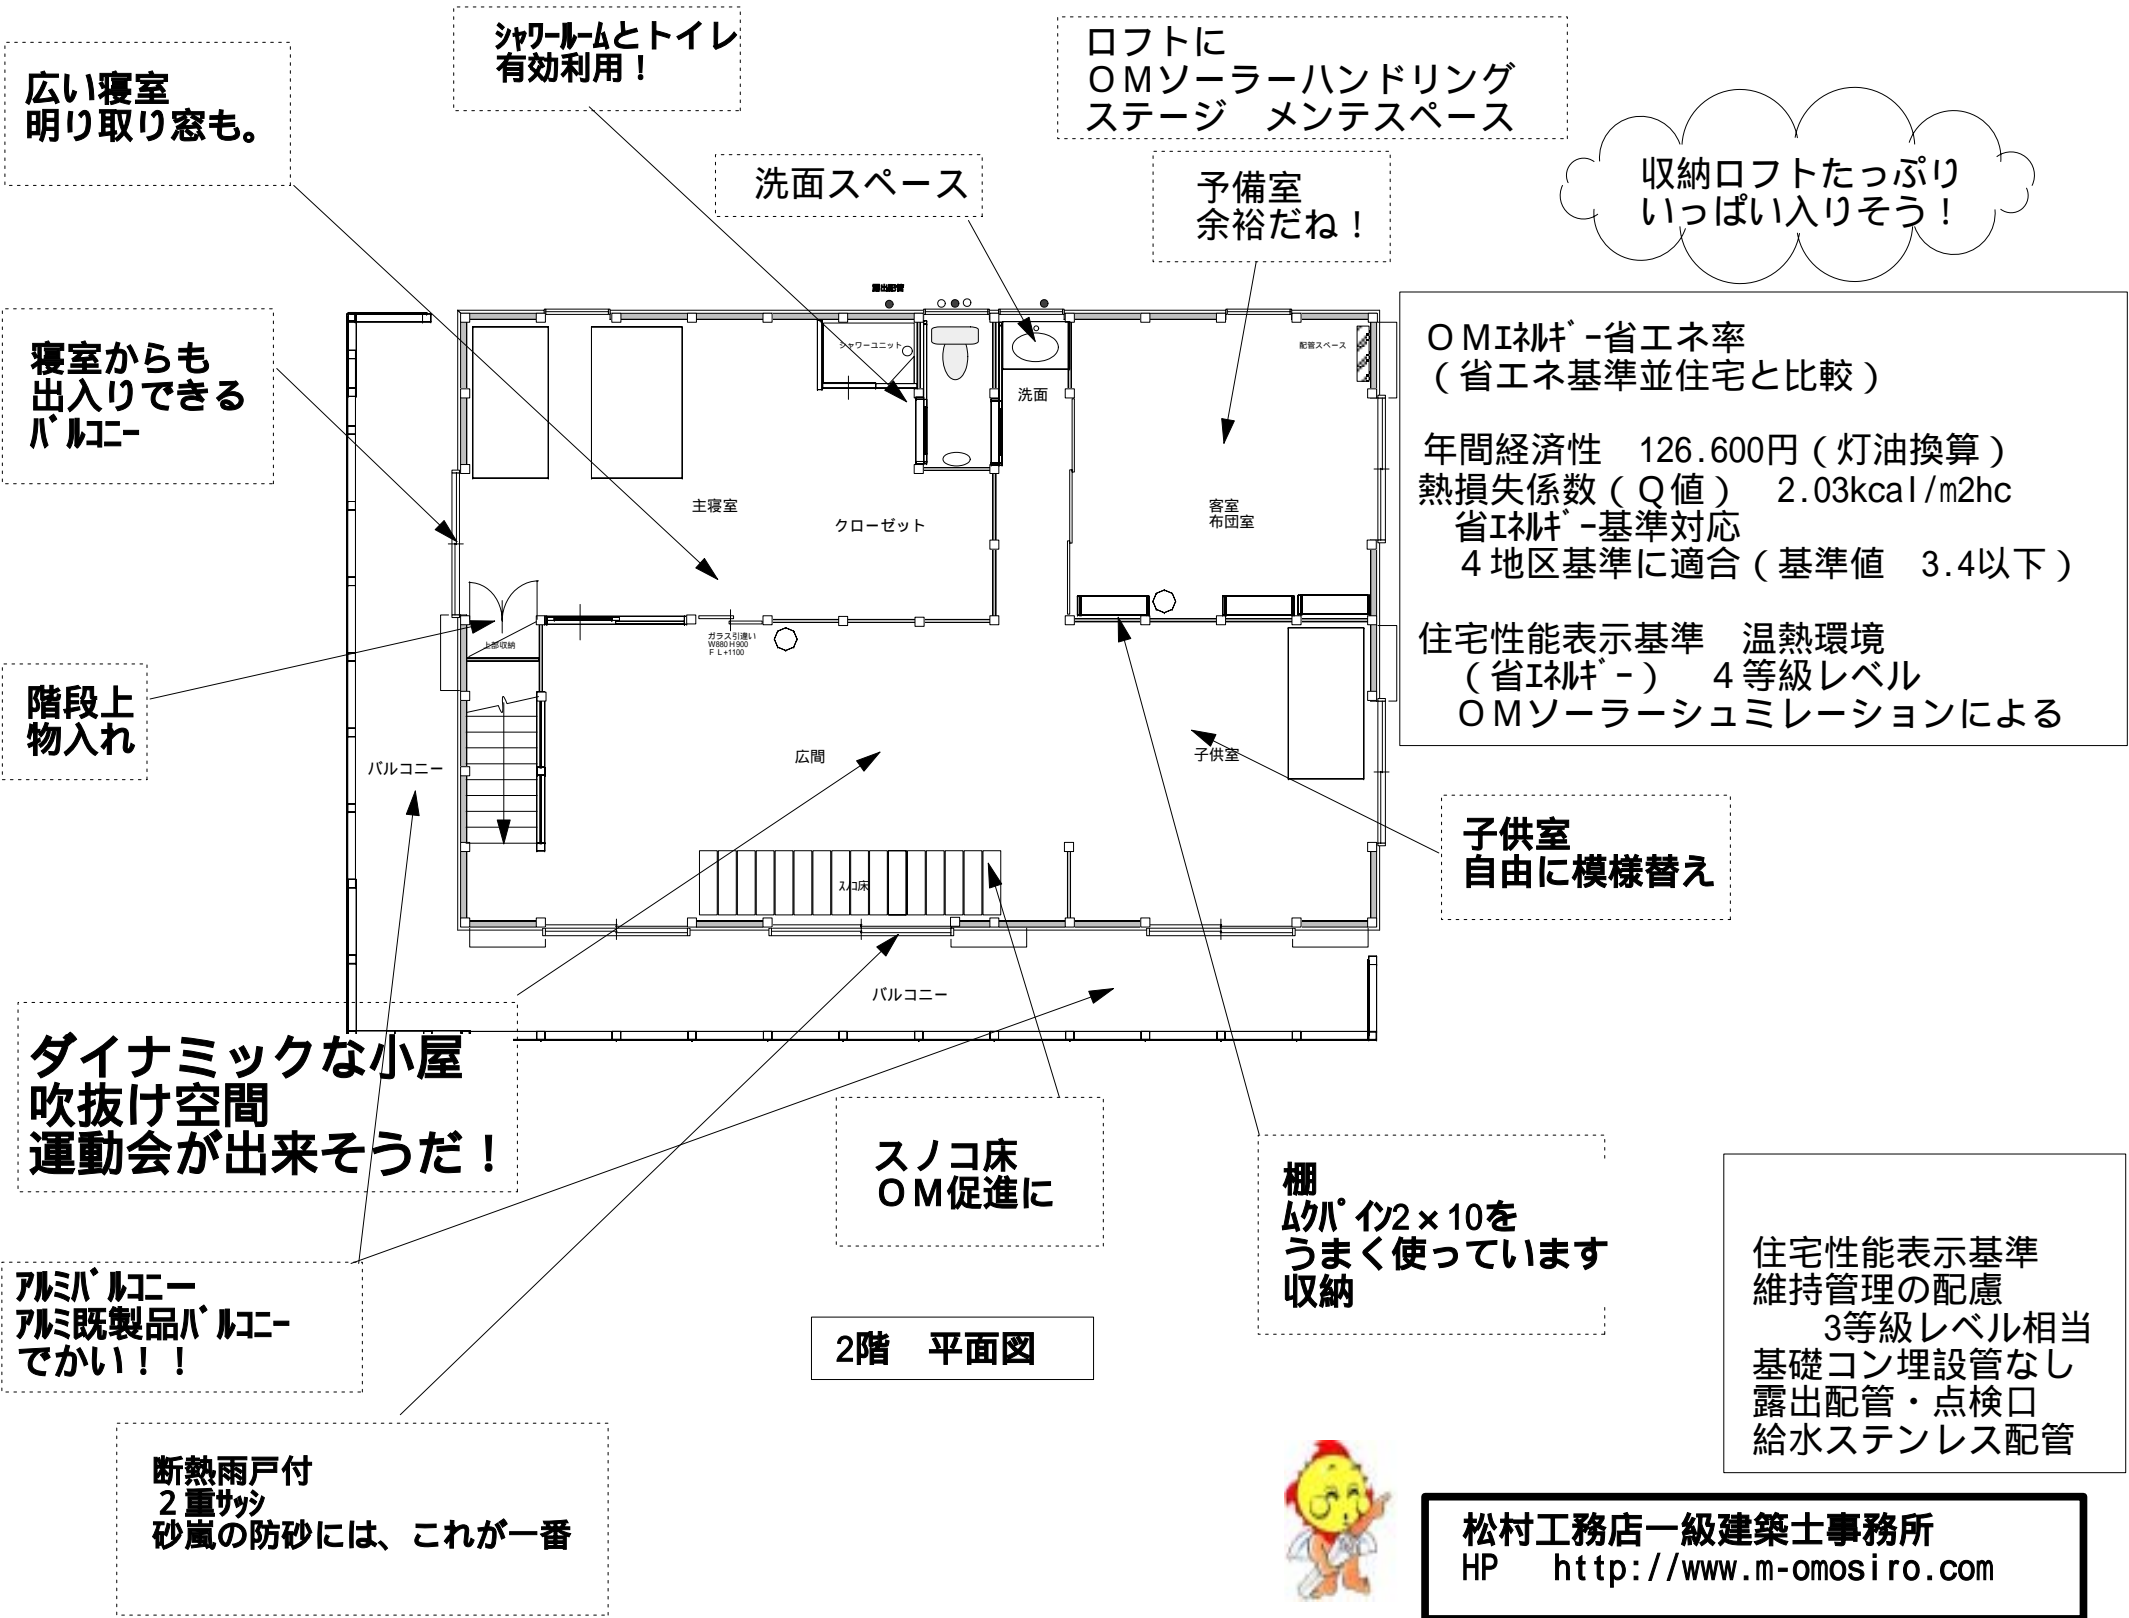 シャワールームとトイレ
有効利用！
ロフトに
ＯＭソーラーハンドリング
ステージ　メンテスペース
広い寝室
明り取り窓も。
収納ロフトたっぷり
いっぱい入りそう！
洗面スペース
予備室
余裕だね！
露出配管
寝室からも
出入りできる
バルコニー
シャワーユニット
配管スペース
洗面
主寝室
クローゼット
客室
布団室
ＯＭエネルギー省エネ率
（省エネ基準並住宅と比較）
年間経済性　126.600円（灯油換算）
熱損失係数（Ｑ値）　2.03kcal/m2hc
省エネルギー基準対応
４地区基準に適合（基準値　3.4以下）
住宅性能表示基準　温熱環境
（省エネルギー）　４等級レベル
ＯＭソーラーシュミレーションによる
上部収納
ガラス引違い
W880 H900
ＦＬ+1100
階段上
物入れ
バルコニー
広間
子供室
子供室
自由に模様替え
スノコ床
バルコニー
ダイナミックな小屋
吹抜け空間
運動会が出来そうだ！
スノコ床
ＯＭ促進に
棚
ムクパイン2×10を
うまく使っています
収納
アルミバルコニー
アルミ既製品バルコニー
でかい！！
2階　平面図
住宅性能表示基準
維持管理の配慮
3等級レベル相当
基礎コン埋設管なし
露出配管・点検口
給水ステンレス配管
断熱雨戸付
２重サッシ
砂嵐の防砂には、これが一番
松村工務店一級建築士事務所
HP　http://www.m-omosiro.com